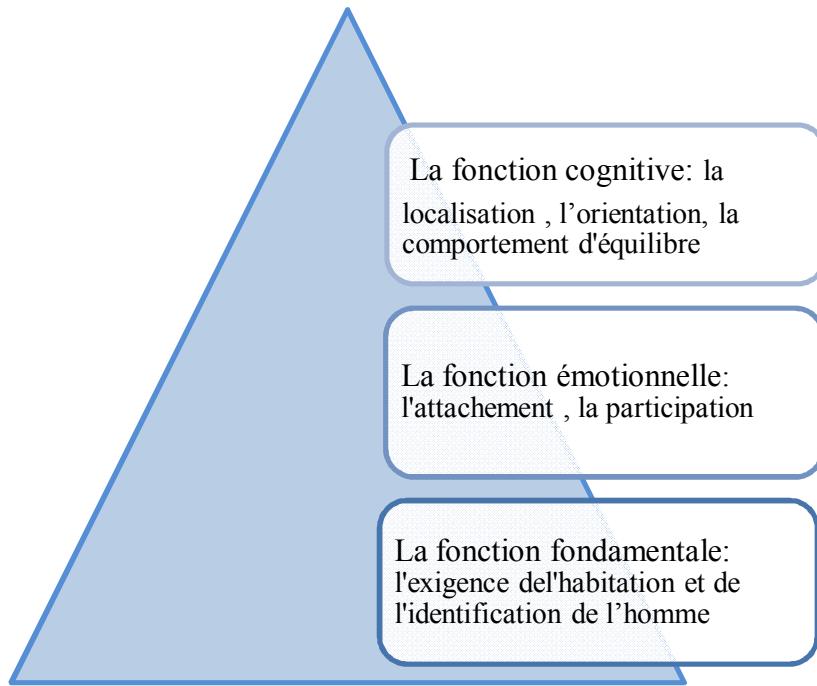 La fonction cognitive: la
localisation , l’orientation, la
comportement d'équilibre
La fonction émotionnelle:
l'attachement , la participation
La fonction fondamentale:
l'exigence del'habitation et de
l'identification de l’homme